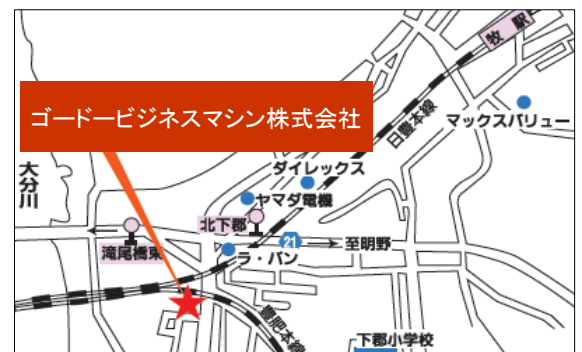 牧駅
ゴードービジネスマシン株式会社
マックスバリュー
日豊本線
ダイレックス
大分川
ヤマダ電機
北下郡
21
至明野
滝尾橋東
ラ・パン
豊肥本線
下郡小学校